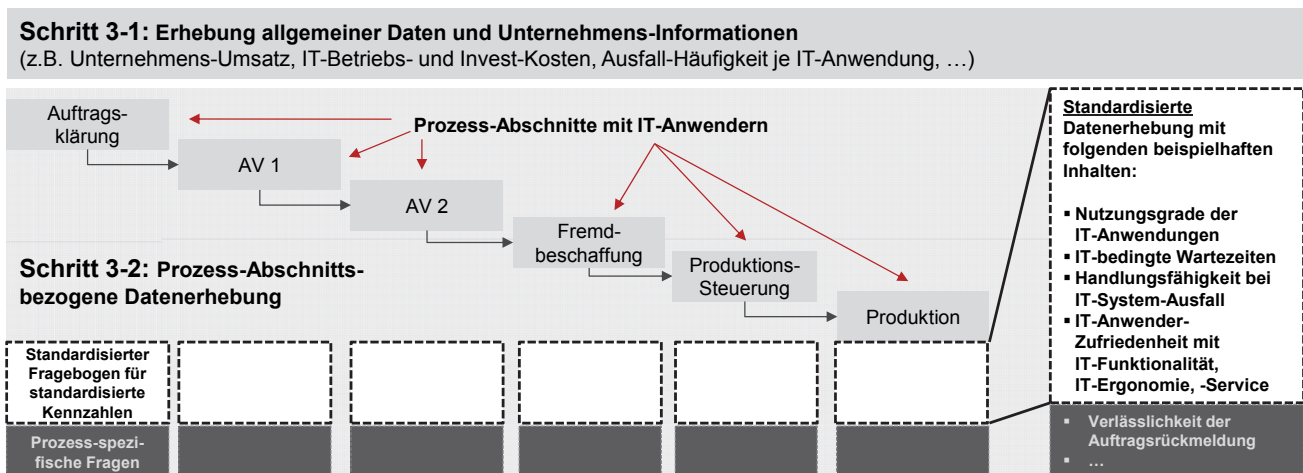 Schritt 3-1: Erhebung allgemeiner Daten und Unternehmens-Informationen
(z.B. Unternehmens-Umsatz, IT-Betriebs- und Invest-Kosten, Ausfall-Häufigkeit je IT-Anwendung, …)
Auftrags-
klärung
Prozess-Abschnitte mit IT-Anwendern
AV 1
AV 2
Fremd-
beschaffung
Produktions-
Steuerung
Produktion
Schritt 3-2: Prozess-Abschnitts-
bezogene Datenerhebung
Standardisierter
Fragebogen für
standardisierte
Kennzahlen
Prozess-spezi-
fische Fragen
Standardisierte
Datenerhebung mit
folgenden beispielhaften
Inhalten:
▪ Nutzungsgrade der
IT-Anwendungen
▪ IT-bedingte Wartezeiten
▪ Handlungsfähigkeit bei
IT-System-Ausfall
▪ IT-Anwender-
Zufriedenheit mit
IT-Funktionalität,
IT-Ergonomie, -Service
▪ Verlässlichkeit der
Auftragsrückmeldung
▪ …